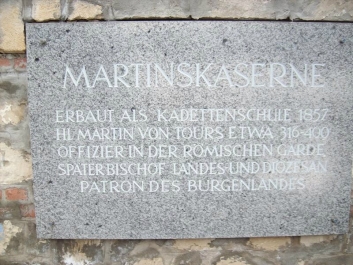 MARTINSKASERNE
ERBAUT ALS KADETTENSCHULE 1857
HL MARTIN VON TOURS ETWA 316-400
OFFIZIER IN DER RÖMISCHEN GARDE
SPÄTER BISCHOF LANDES UND DIÖZESAN
PATRON DES BURGENLANDES